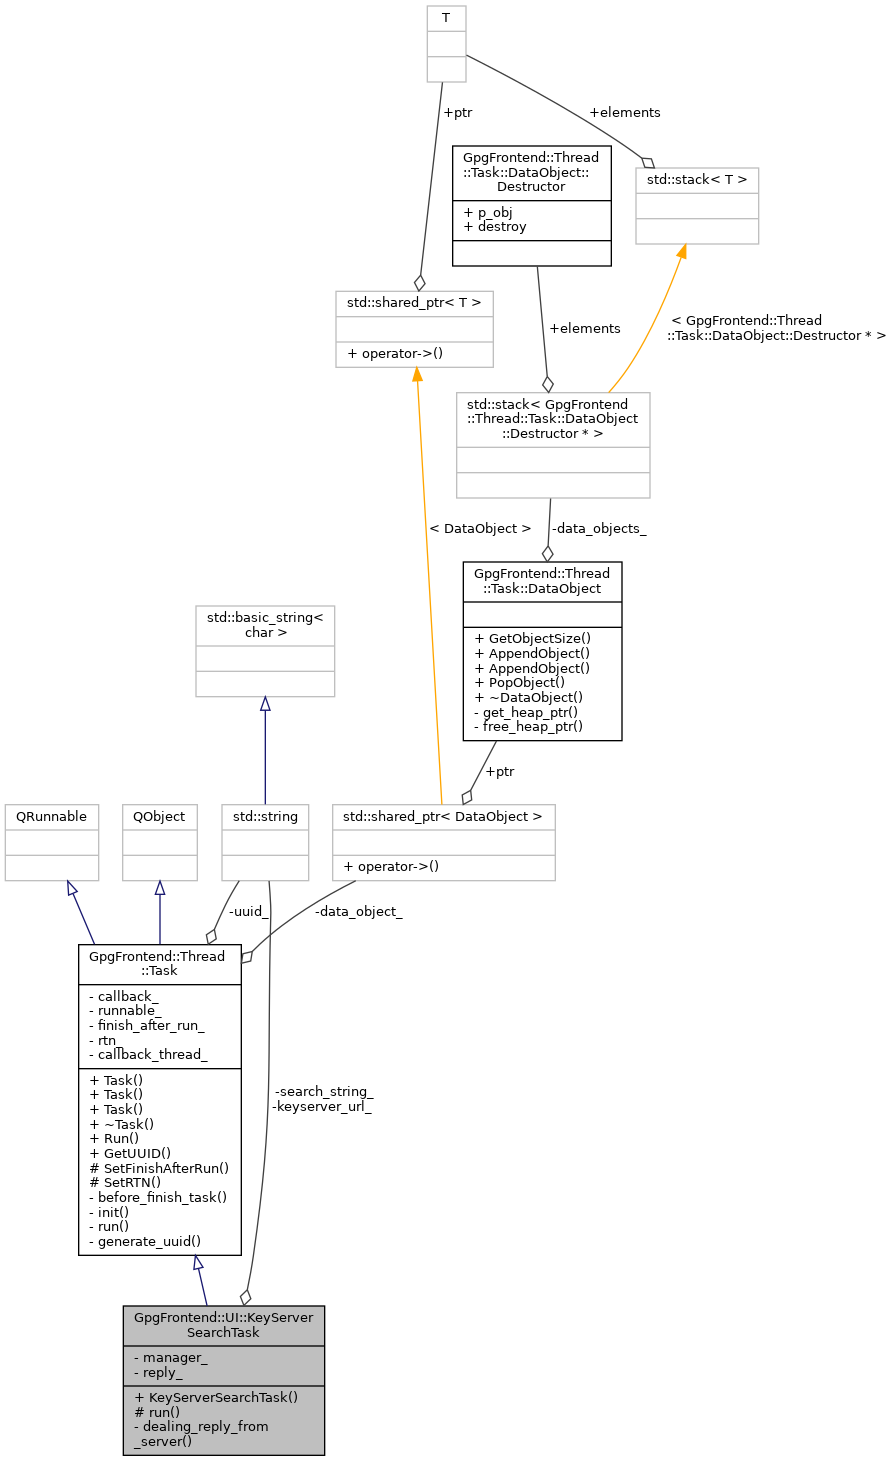 T
+ptr
+elements
GpgFrontend::Thread
::Task::DataObject::
Destructor
+ p_obj
+ destroy
std::stack< T >
std::shared_ptr< T >
+ operator->()
+elements
< GpgFrontend::Thread
::Task::DataObject::Destructor * >
std::stack< GpgFrontend
::Thread::Task::DataObject
::Destructor * >
< DataObject >
-data_objects_
GpgFrontend::Thread
::Task::DataObject
+ GetObjectSize()
+ AppendObject()
+ AppendObject()
+ PopObject()
+ ~DataObject()
- get_heap_ptr()
- free_heap_ptr()
std::basic_string<
char >
+ptr
QRunnable
QObject
std::string
std::shared_ptr< DataObject >
+ operator->()
-uuid_
-data_object_
GpgFrontend::Thread
::Task
- callback_
- runnable_
- finish_after_run_
- rtn_
- callback_thread_
+ Task()
+ Task()
+ Task()
+ ~Task()
+ Run()
+ GetUUID()
# SetFinishAfterRun()
# SetRTN()
- before_finish_task()
- init()
- run()
- generate_uuid()
-search_string_
-keyserver_url_
GpgFrontend::UI::KeyServer
SearchTask
- manager_
- reply_
+ KeyServerSearchTask()
# run()
- dealing_reply_from
_server()